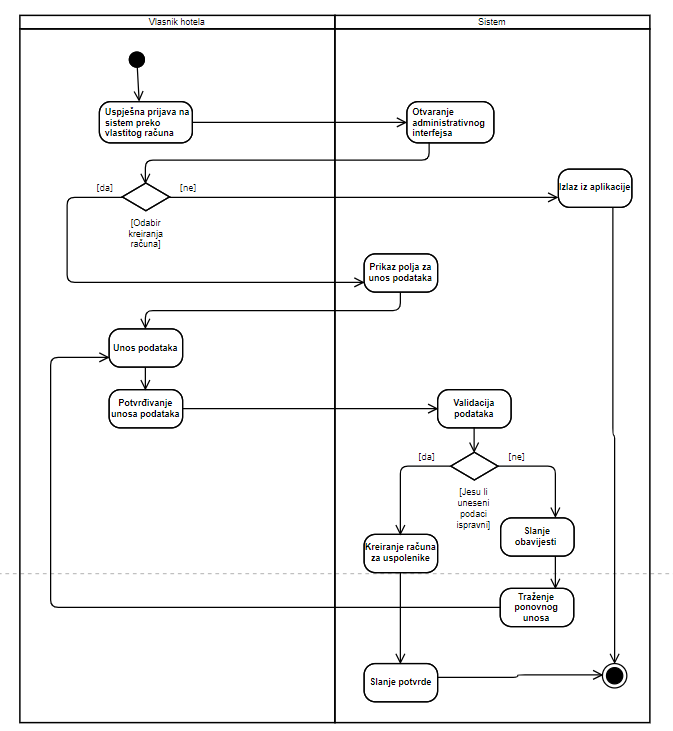 Vlasnik hotela
Sistem
Uspješna prijava na
sistem preko
vlastitog računa
Otvaranje
administrativnog
interfejsa
[da]
[ne]
Izlaz iz aplikacije
[Odabir
kreiranja
računa]
Prikaz polja za
unos podataka
Unos podataka
Potvrđivanje
unosa podataka
Validacija
podataka
[da]
[ne]
[Jesu li
uneseni
podaci
ispravni]
Slanje
obavijesti
Kreiranje računa
za uspolenike
Traženje
ponovnog
unosa
Slanje potvrde